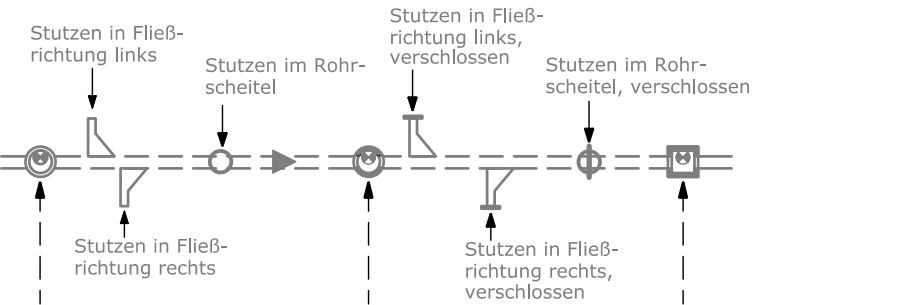 Stutzen in Fließ-
richtung links
Stutzen im Rohr-
scheitel
Stutzen in Fließ-
richtung links,
verschlossen
Stutzen im Rohr-
scheitel, verschlossen
Stutzen in Fließ-
richtung rechts
Stutzen in Fließ-
richtung rechts,
verschlossen